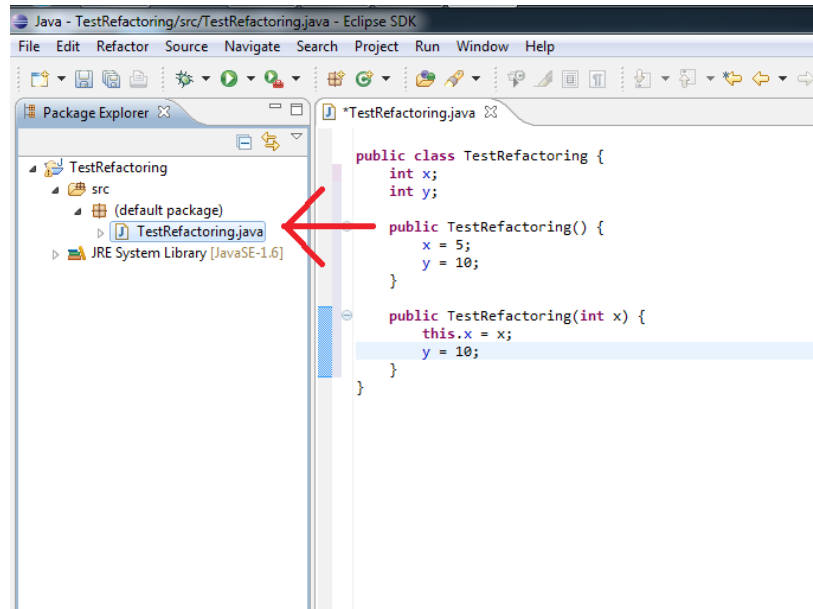 Java - TestRefactoring/src/TestRefactoring.java - Eclipse SDK
File Edit Refactor Source Navigate Search Project Run Window Help
Package Explorer
*TestRefactoring.java
TestRefactoring
src
(default package)
TestRefactoring.java
JRE System Library [JavaSE-1.6]
public class TestRefactoring {
int x;
int y;
public TestRefactoring() {
x = 5;
y = 10;
}
public TestRefactoring(int x) {
this.x = x;
y = 10;
}
}